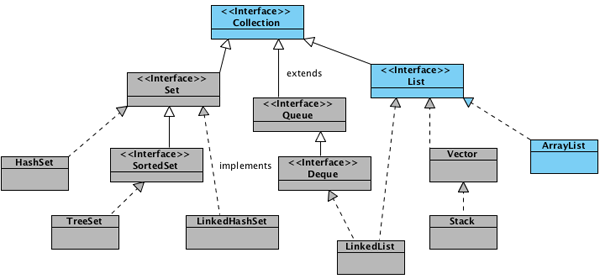 <<Interface>>
Collection
<<Interface>>
Set
extends
<<Interface>>
List
<<Interface>>
Queue
HashSet
<<Interface>>
SortedSet
implements
<<Interface>>
Deque
Vector
ArrayList
TreeSet
LinkedHashSet
LinkedList
Stack